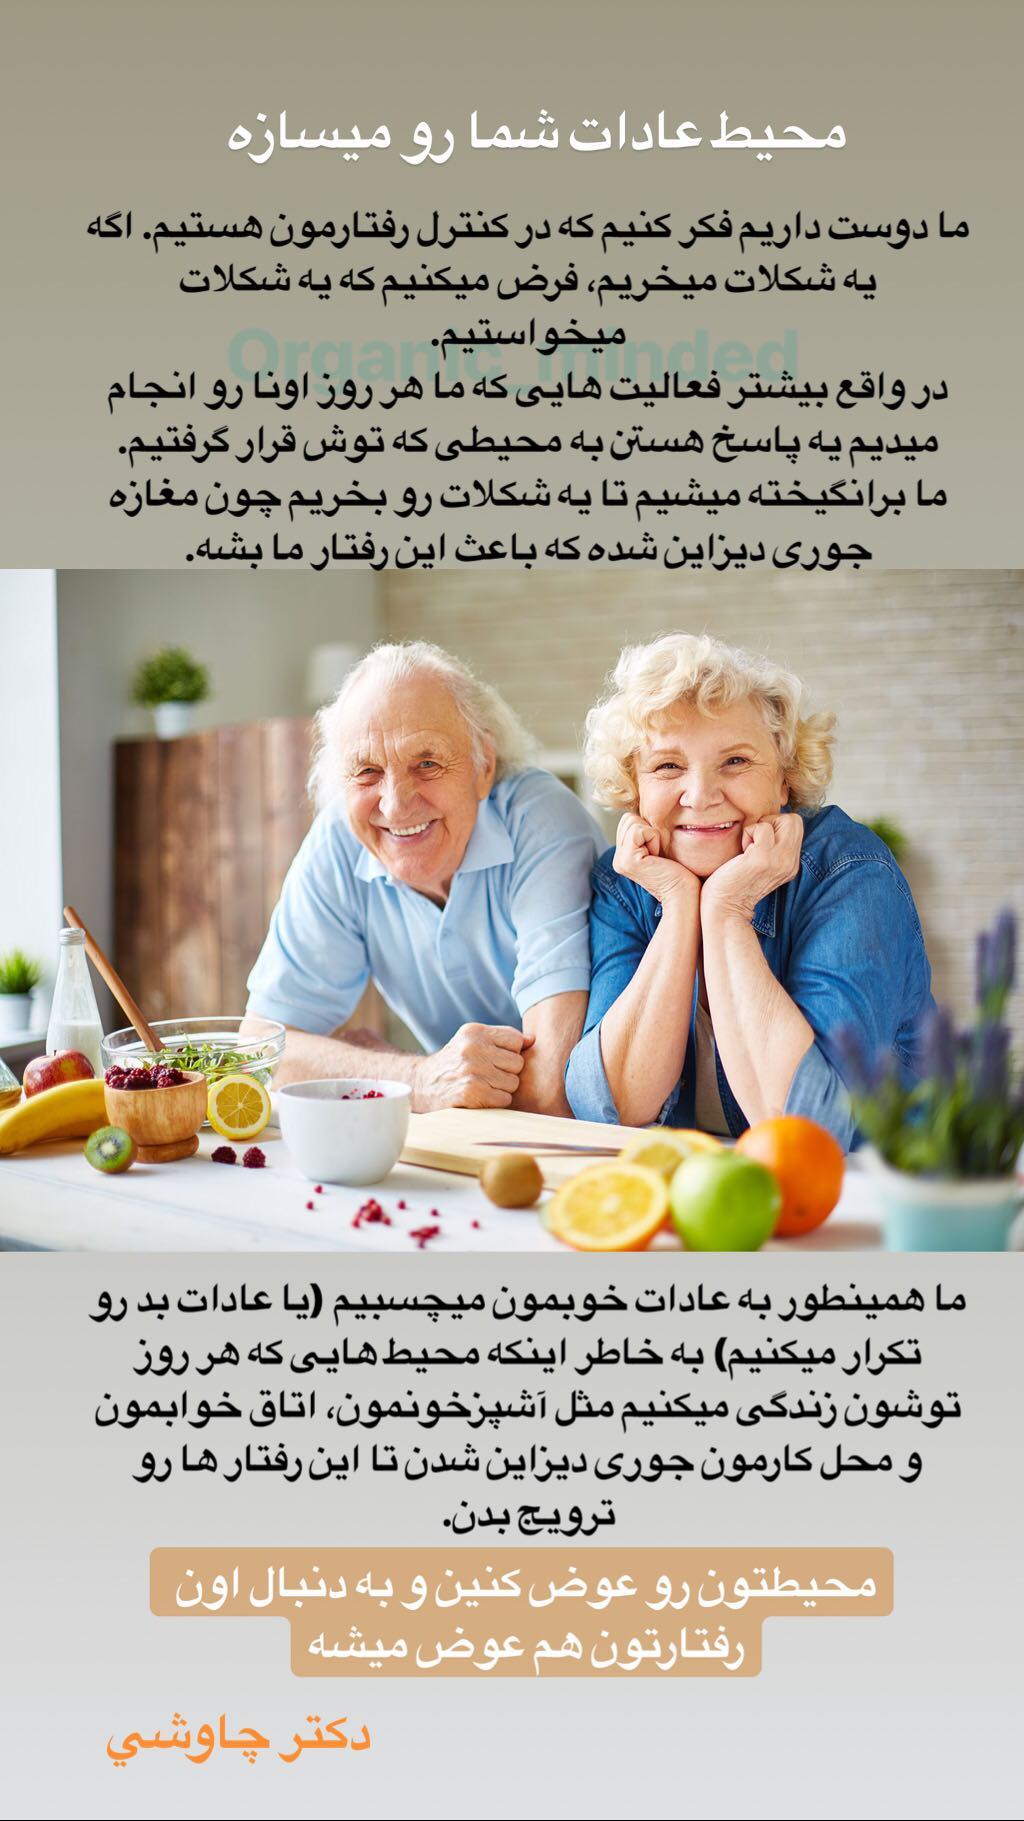 محیط عادات شما رو میسازه
ما دوست داریم فکر کنیم که در کنترل رفتارمون هستیم. اگه
یه شکلات میخریم، فرض میکنیم که یه شکلات
میخواستیم.
Organic_minded
در واقع بیشتر فعالیت هایی که ما هر روز اونا رو انجام
میدیم یه پاسخ هستن به محیطی که توش قرار گرفتیم.
ما برانگیخته میشیم تا یه شکلات رو بخریم چون مغازه
جوری دیزاین شده که باعث این رفتار ما بشه.
ما همینطور به عادات خوبمون میچسبیم (یا عادات بد رو
تکرار میکنیم) به خاطر اینکه محیط هایی که هر روز
توشون زندگی میکنیم مثل آشپزخونمون، اتاق خوابمون
و محل کارمون جوری دیزاین شدن تا این رفتار ها رو
ترویج بدن.
محیطتون رو عوض کنین و به دنبال اون
رفتارتون هم عوض میشه
دکتر چاوشي